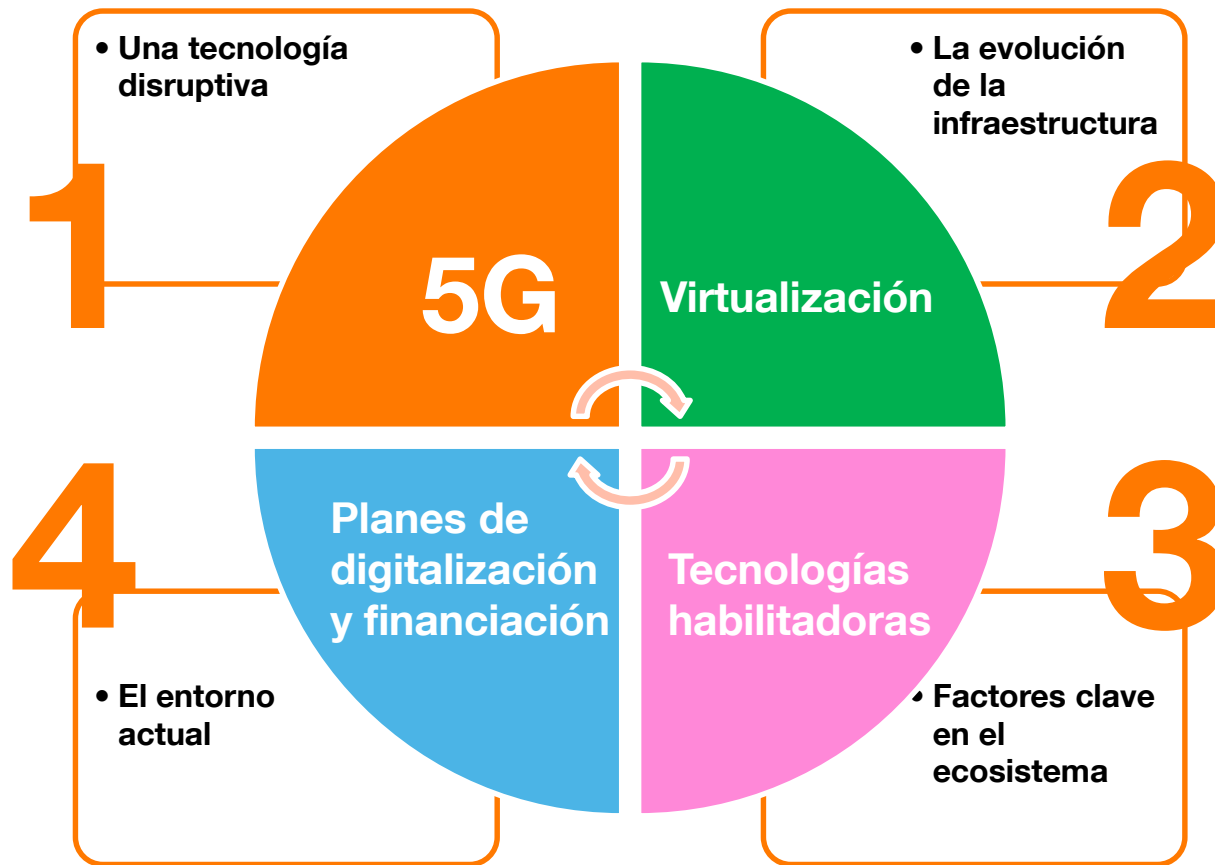 1
• Una tecnología
disruptiva
5G
2
• La evolución
de la
infraestructura
Virtualización
3
Tecnologías
habilitadoras
• Factores clave
en el
ecosistema
4
Planes de
digitalización
y financiación
• El entorno
actual